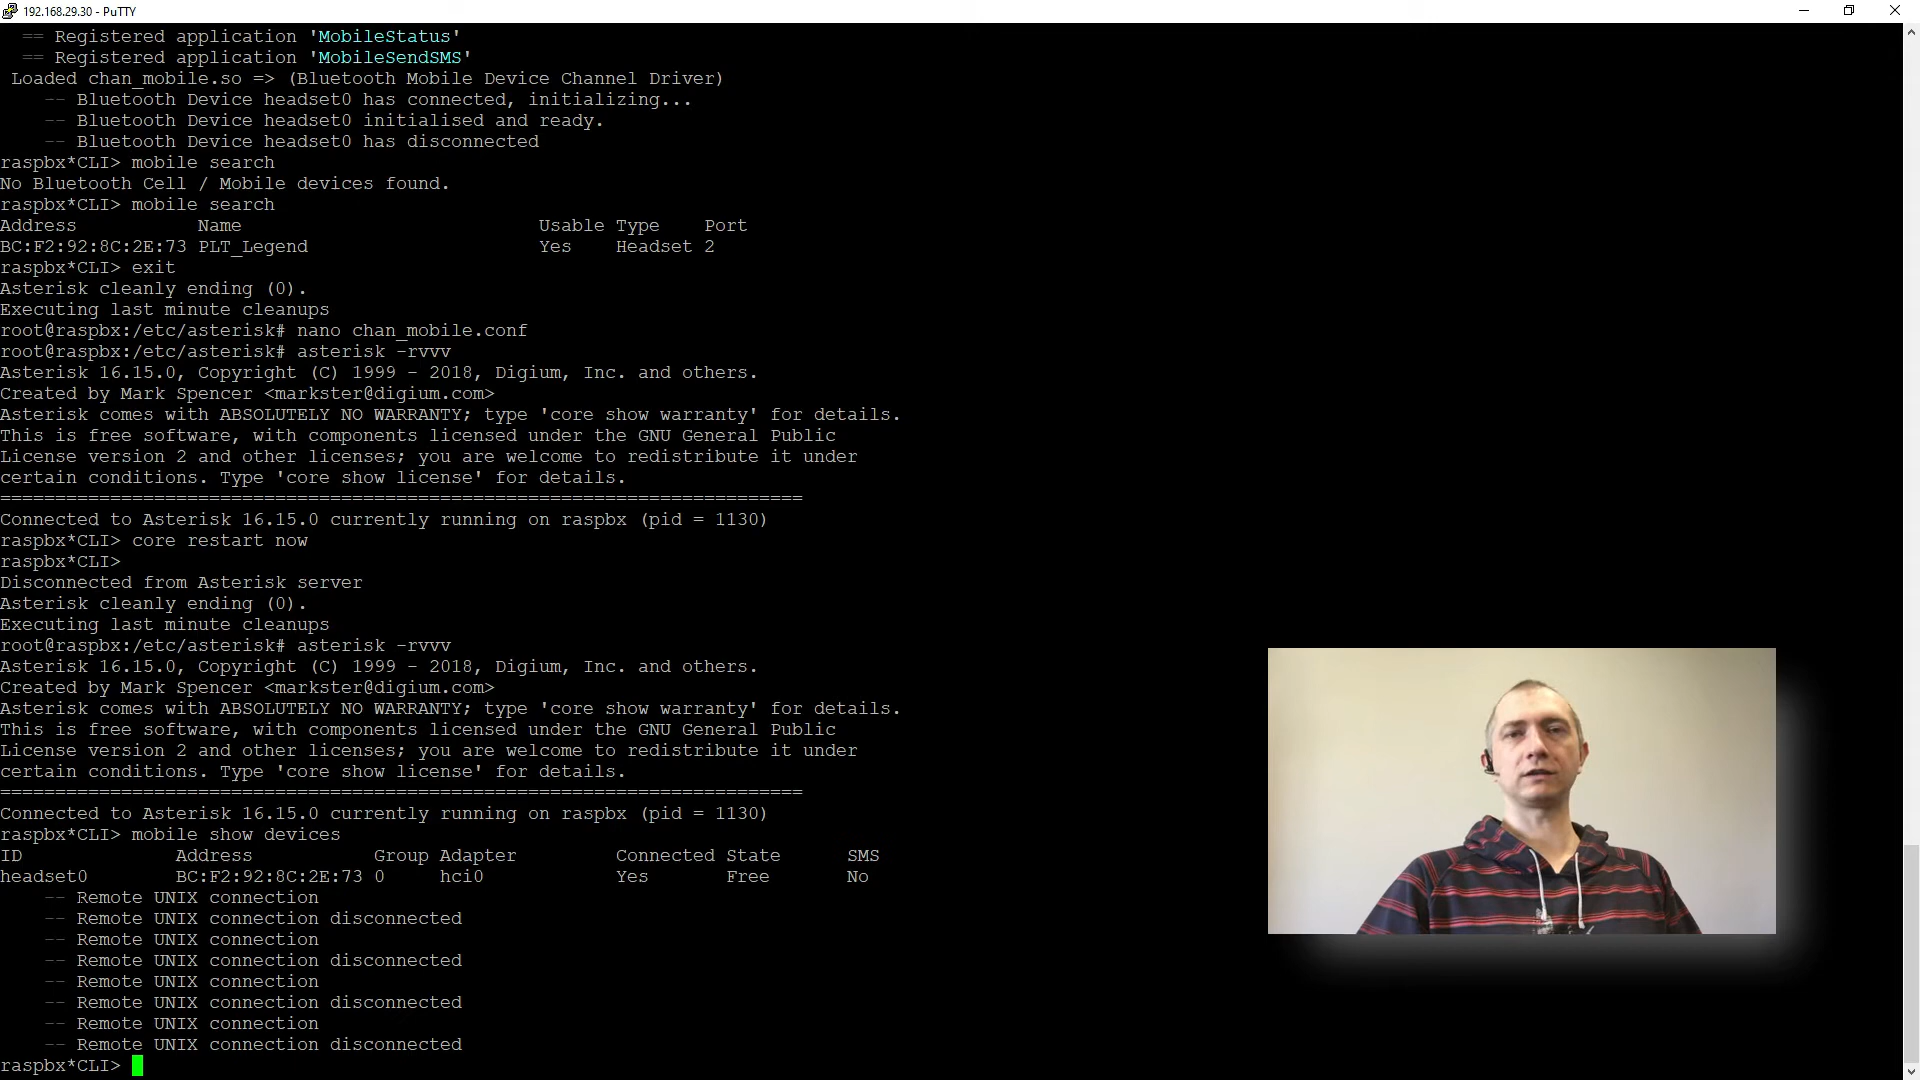 192.168.29.30 - PuTTY
== Registered application 'MobileStatus'
== Registered application 'MobileSendSMS'
Loaded chan_mobile.so => (Bluetooth Mobile Device Channel Driver)
-- Bluetooth Device headset0 has connected, initializing...
-- Bluetooth Device headset0 initialised and ready.
-- Bluetooth Device headset0 has disconnected
raspbx*CLI> mobile search
No Bluetooth Cell / Mobile devices found.
raspbx*CLI> mobile search
Address Name Usable Type Port
BC:F2:92:8C:2E:73 PLT_Legend Yes Headset 2
raspbx*CLI> exit
Asterisk cleanly ending (0).
Executing last minute cleanups
root@raspbx:/etc/asterisk# nano chan_mobile.conf
root@raspbx:/etc/asterisk# asterisk -rvvv
Asterisk 16.15.0, Copyright (C) 1999 - 2018, Digium, Inc. and others.
Created by Mark Spencer <markster@digium.com>
Asterisk comes with ABSOLUTELY NO WARRANTY; type 'core show warranty' for details.
This is free software, with components licensed under the GNU General Public
License version 2 and other licenses; you are welcome to redistribute it under
certain conditions. Type 'core show license' for details.
=========================================================================
Connected to Asterisk 16.15.0 currently running on raspbx (pid = 1130)
raspbx*CLI> core restart now
raspbx*CLI>
Disconnected from Asterisk server
Asterisk cleanly ending (0).
Executing last minute cleanups
root@raspbx:/etc/asterisk# asterisk -rvvv
Asterisk 16.15.0, Copyright (C) 1999 - 2018, Digium, Inc. and others.
Created by Mark Spencer <markster@digium.com>
Asterisk comes with ABSOLUTELY NO WARRANTY; type 'core show warranty' for details.
This is free software, with components licensed under the GNU General Public
License version 2 and other licenses; you are welcome to redistribute it under
certain conditions. Type 'core show license' for details.
=========================================================================
Connected to Asterisk 16.15.0 currently running on raspbx (pid = 1130)
raspbx*CLI> mobile show devices
ID Address Group Adapter Connected State SMS
headset0 BC:F2:92:8C:2E:73 0 hci0 Yes Free No
-- Remote UNIX connection
-- Remote UNIX connection disconnected
-- Remote UNIX connection
-- Remote UNIX connection disconnected
-- Remote UNIX connection
-- Remote UNIX connection disconnected
-- Remote UNIX connection
-- Remote UNIX connection disconnected
raspbx*CLI>